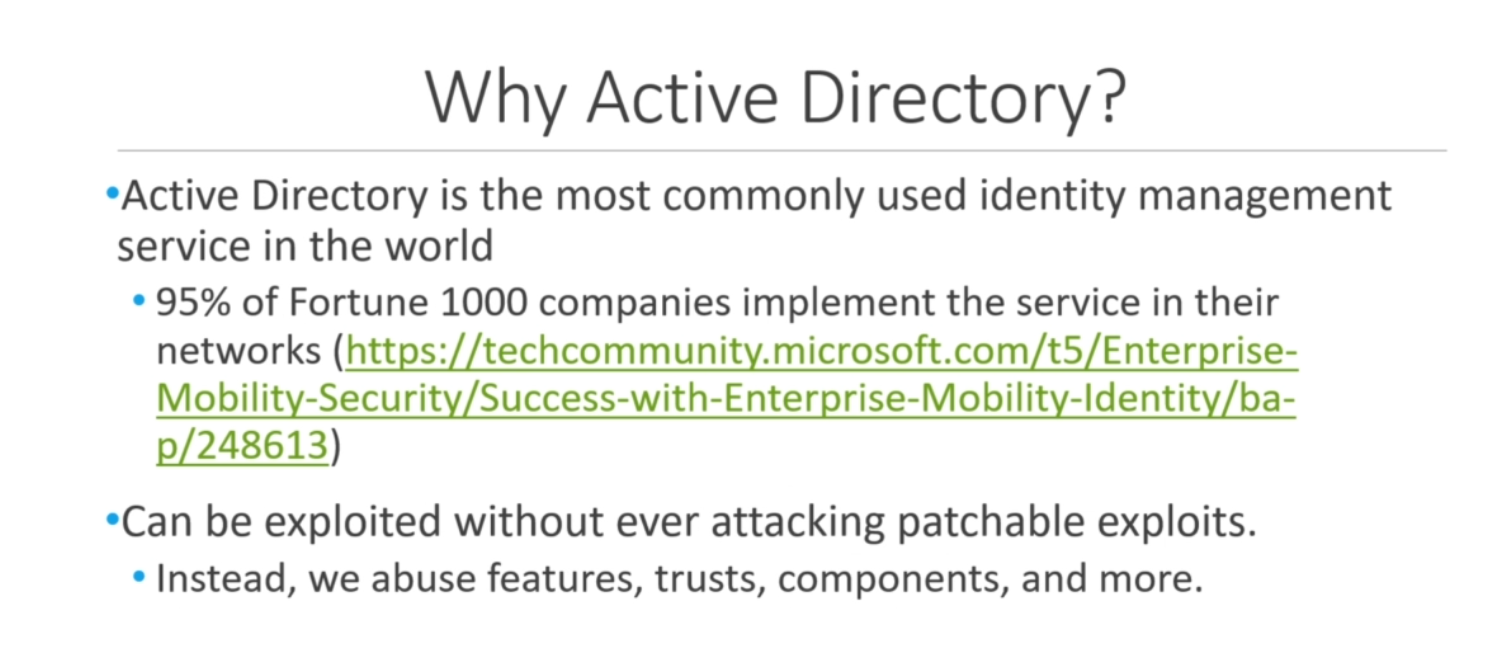 Why Active Directory?
•Active Directory is the most commonly used identity management
service in the world
• 95% of Fortune 1000 companies implement the service in their
networks (https://techcommunity.microsoft.com/t5/Enterprise-
Mobility-Security/Success-with-Enterprise-Mobility-Identity/ba-
p/248613)
•Can be exploited without ever attacking patchable exploits.
• Instead, we abuse features, trusts, components, and more.